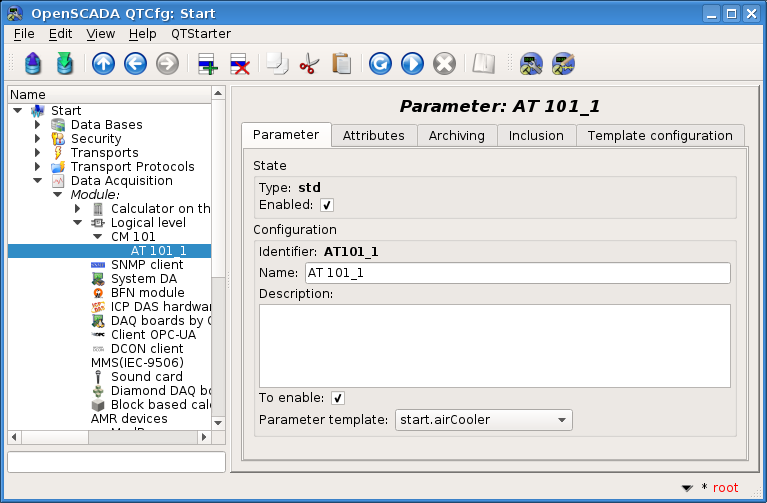 OpenSCADA QTCfg: Start
File Edit View Help QTStarter
Name
Start
Data Bases
Security
Transports
Transport Protocols
Data Acquisition
Module:
Calculator on th
Logical level
CM 101
AT 101_1
SNMP client
System DA
BFN module
ICP DAS hardwa
DAQ boards by
Client OPC-UA
DCON client
MMS(IEC-9506)
Sound card
Diamond DAQ bo
Block based cal
AMR devices
Parameter: AT 101_1
Parameter Attributes Archiving Inclusion Template configuration
State
Type: std
Enabled:
Configuration
Identifier: AT101_1
Name: AT 101_1
Description:
To enable:
Parameter template: start.airCooler
* root